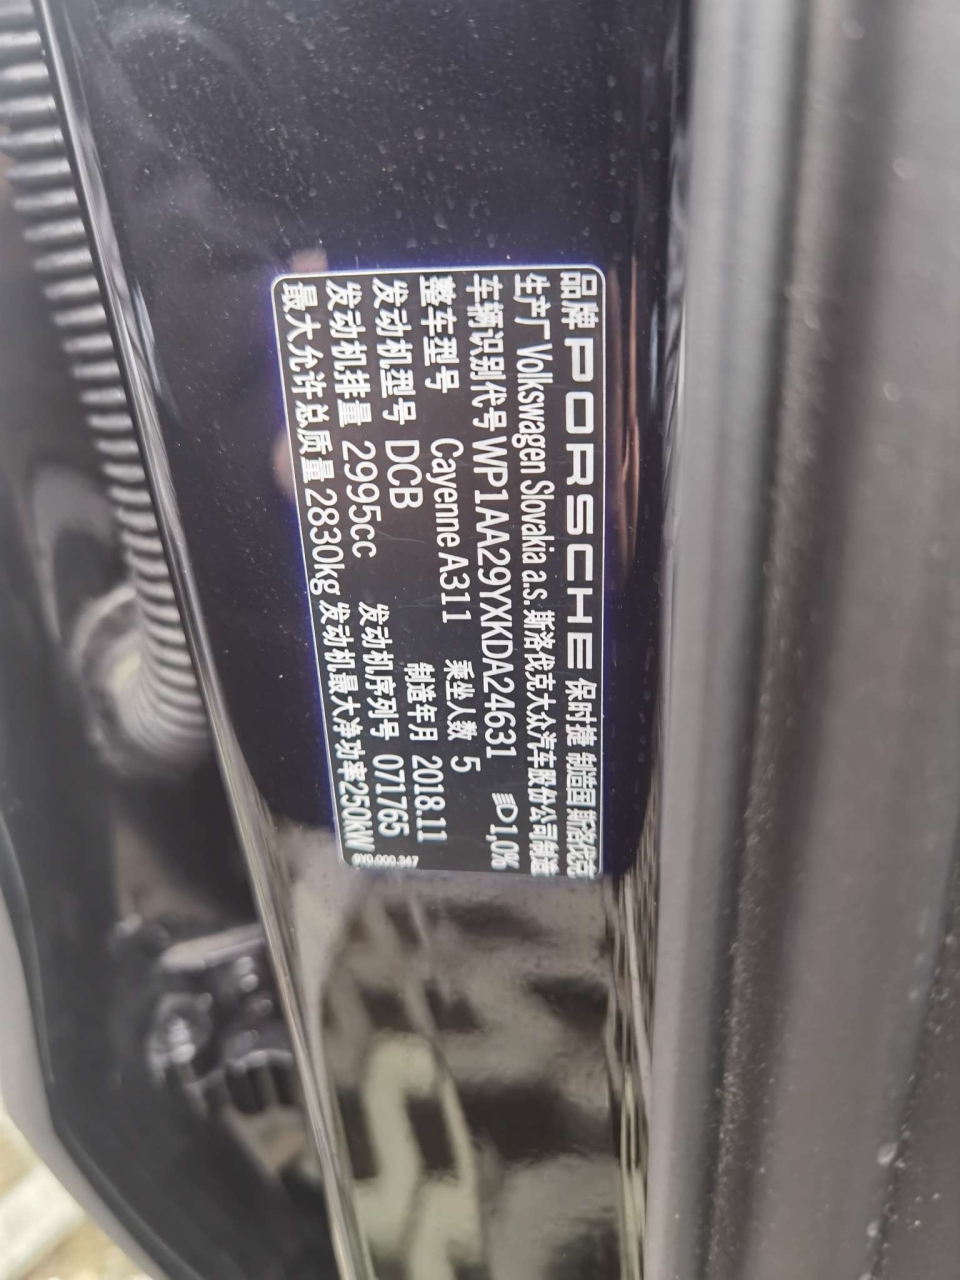 品牌 PORSCHE 保时捷 制造国 斯洛伐克
生产厂 Volkswagen Slovakia a.s. 斯洛伐克大众汽车股份公司制造
车辆识别代号 WP1AA29YXKDA24631 1,0%
整车型号 Cayenne A311 乘坐人数 5
发动机型号 DCB 制造年月 2018.11
发动机排量 2995cc 发动机序列号 071765
最大允许总质量 2830kg 发动机最大净功率250kW
9Y0.000.347